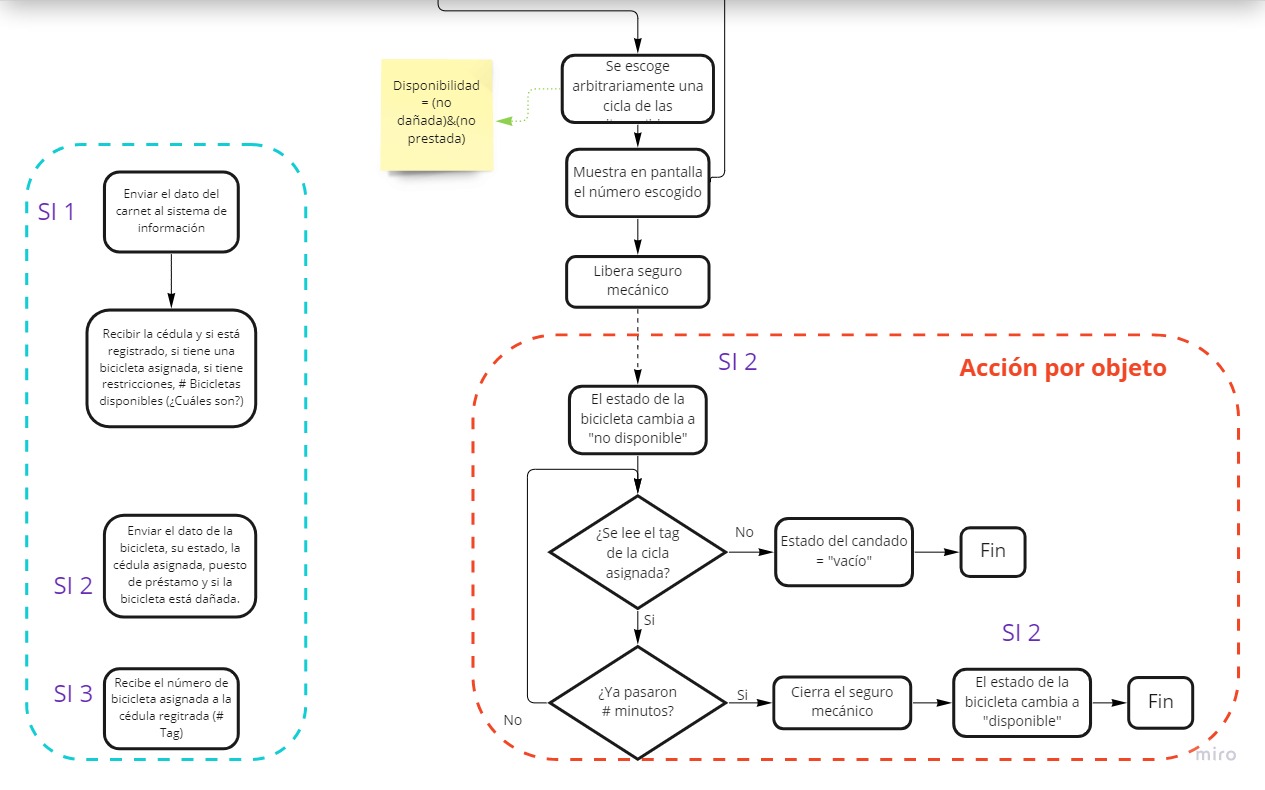 Se escoge
arbitrariamente una
cicla de las
Disponibilidad
= (no
dañada)&(no
prestada)
Muestra en pantalla
el número escogido
Libera seguro
mecánico
SI 1
Enviar el dato del
carnet al sistema de
información
Recibir la cédula y si está
registrado, si tiene una
bicicleta asignada, si tiene
restricciones, # Bicicletas
disponibles (¿Cuáles son?)
SI 2
Enviar el dato de la
bicicleta, su estado, la
cédula asignada, puesto
de préstamo y si la
bicicleta está dañada.
SI 3
Recibe el número de
bicicleta asignada a la
cédula regitrada (#
Tag)
SI 2
Acción por objeto
El estado de la
bicicleta cambia a
"no disponible"
¿Se lee el tag
de la cicla
asignada?
No
Estado del candado
= "vacío"
Fin
Si
SI 2
¿Ya pasaron
# minutos?
No
Si
Cierra el seguro
mecánico
El estado de la
bicicleta cambia a
"disponible"
Fin
miro